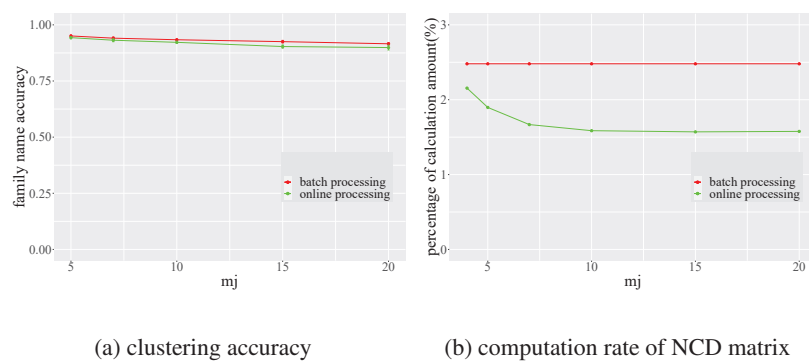 1.00
0.75
0.50
0.25
0.00
family name accuracy
batch processing
online processing
5
10
15
20
mj
(a) clustering accuracy
3
2
1
0
percentage of calculation amount(%)
batch processing
online processing
5
10
15
20
mj
(b) computation rate of NCD matrix